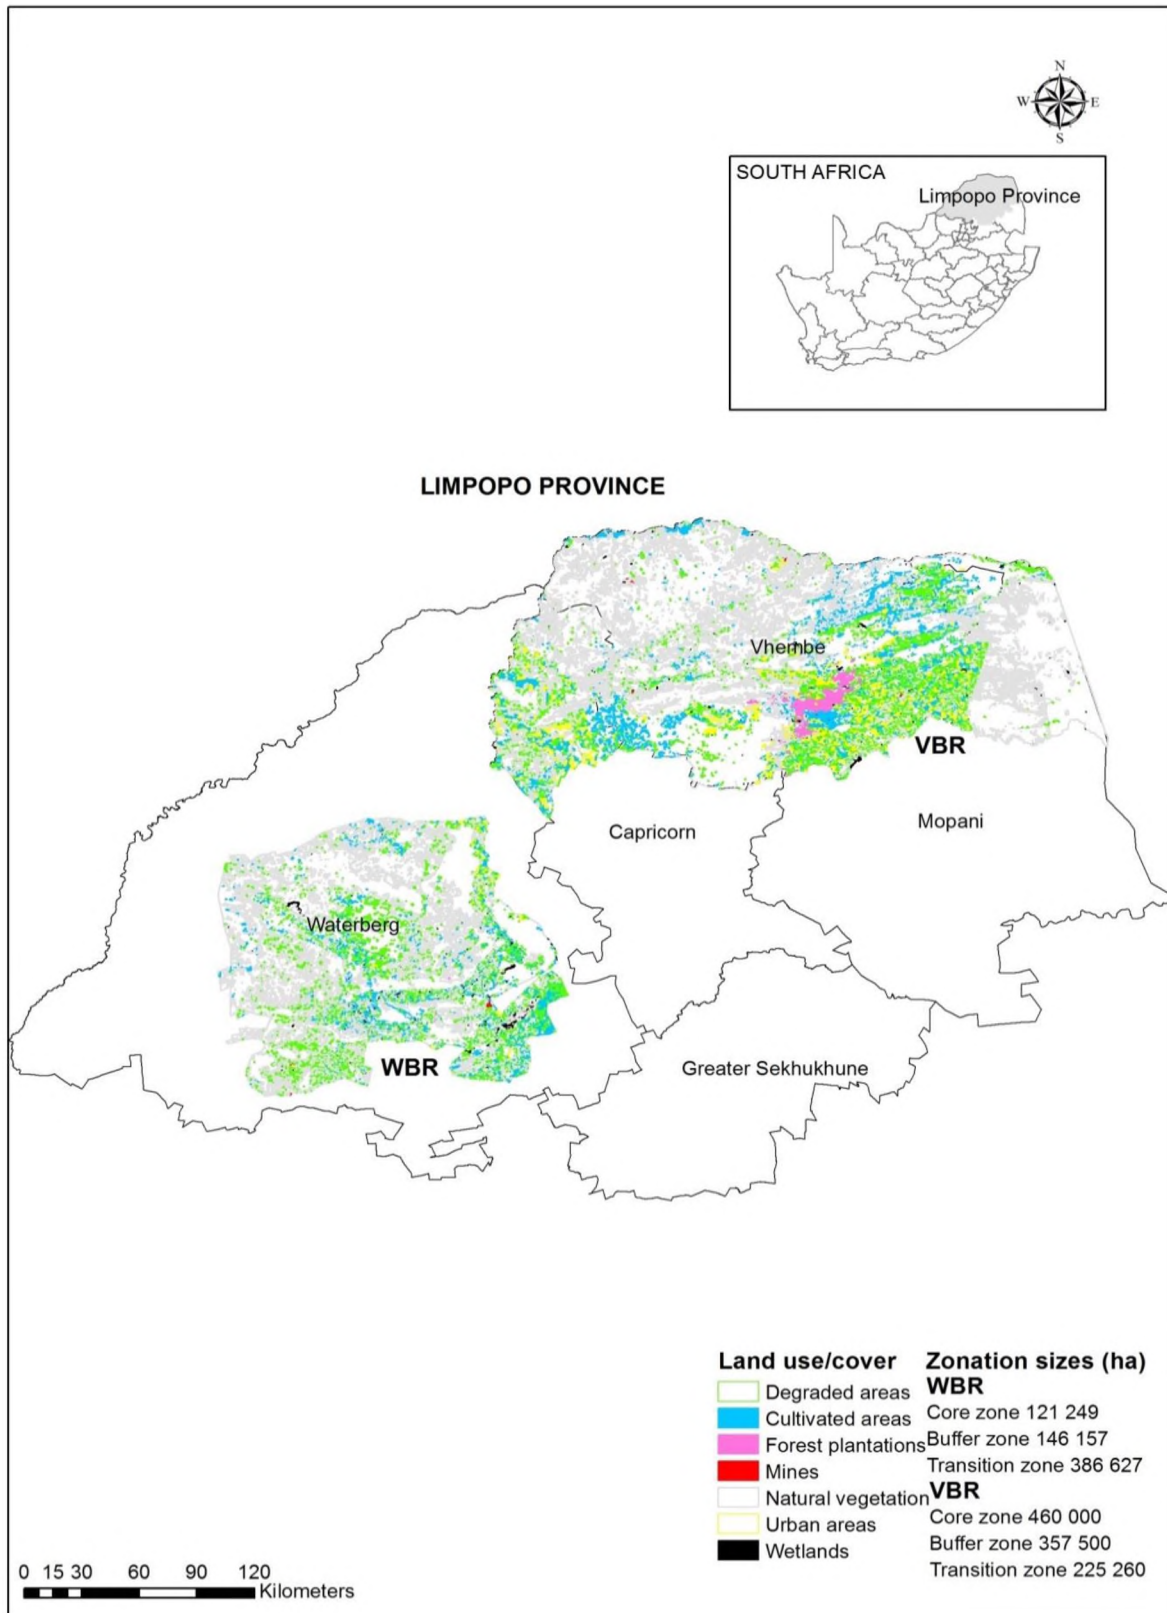 N
W E
S
SOUTH AFRICA
Limpopo Province
LIMPOPO PROVINCE
Vhembe
VBR
Capricorn
Mopani
Waterberg
WBR
Greater Sekhukhune
Land use/cover
Degraded areas
Cultivated areas
Forest plantations
Mines
Natural vegetation
Urban areas
Wetlands
Zonation sizes (ha)
WBR
Core zone 121 249
Buffer zone 146 157
Transition zone 386 627
VBR
Core zone 460 000
Buffer zone 357 500
Transition zone 225 260
0 15 30 60 90 120
Kilometers